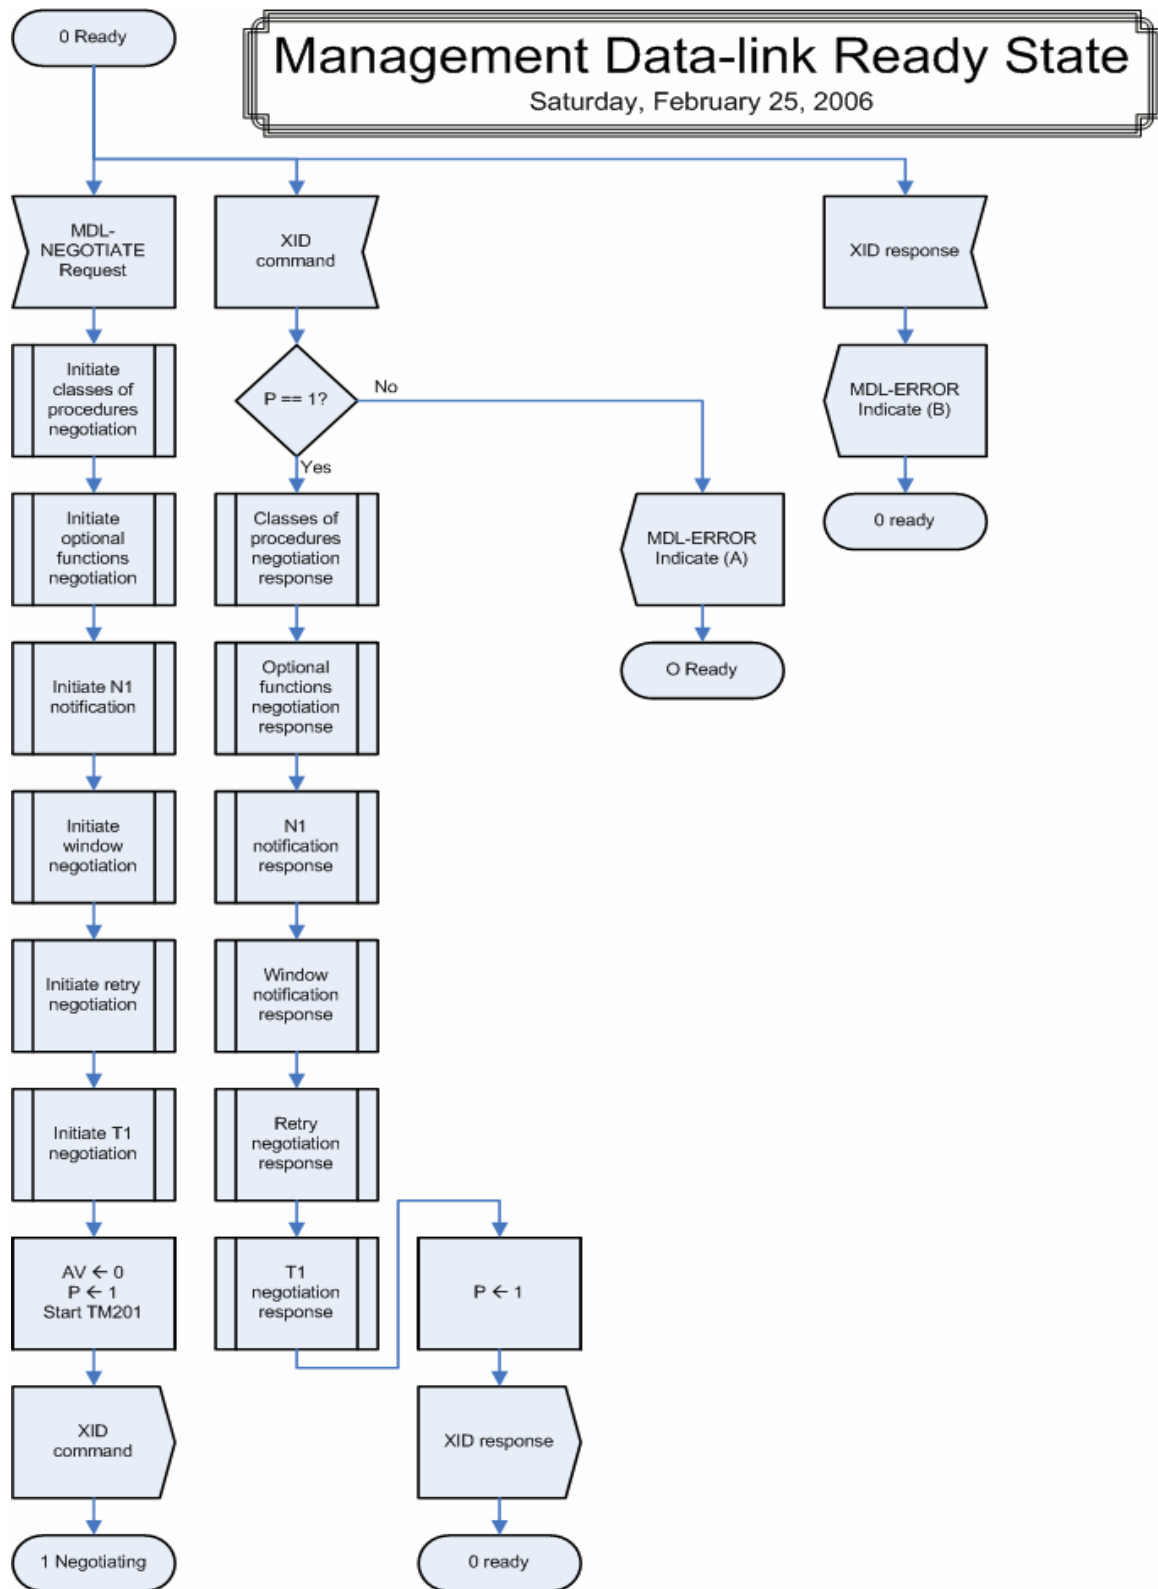 0 Ready
Management Data-link Ready State
Saturday, February 25, 2006
MDL-
NEGOTIATE
Request
XID
command
XID response
Initiate
classes of
procedures
negotiation
P == 1?
No
Yes
MDL-ERROR
Indicate (B)
Initiate
optional
functions
negotiation
Classes of
procedures
negotiation
response
MDL-ERROR
Indicate (A)
0 ready
Initiate N1
notification
Optional
functions
negotiation
response
O Ready
Initiate
window
negotiation
N1
notification
response
Initiate retry
negotiation
Window
notification
response
Initiate T1
negotiation
Retry
negotiation
response
AV ← 0
P ← 1
Start TM201
T1
negotiation
response
P ← 1
XID
command
XID response
1 Negotiating
0 ready